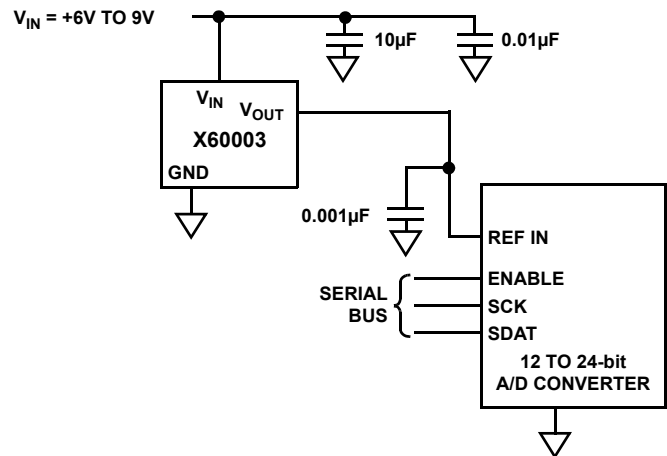 V_IN = +6V TO 9V
10µF
0.01µF
V_IN
V_OUT
X60003
GND
0.001µF
REF IN
ENABLE
SERIAL
BUS
SCK
SDAT
12 TO 24-bit
A/D CONVERTER